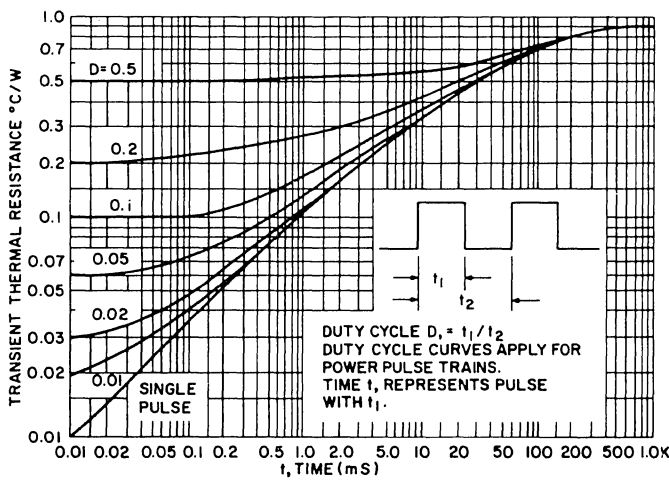 TRANSIENT THERMAL RESISTANCE °C/W
1.0
0.7
0.5
0.3
0.2
0.1
0.07
0.05
0.03
0.02
0.01
D=0.5
0.2
0.1
0.05
0.02
0.01
SINGLE
PULSE
t₁
t₂
DUTY CYCLE D, = t₁/t₂
DUTY CYCLE CURVES APPLY FOR
POWER PULSE TRAINS.
TIME t, REPRESENTS PULSE
WITH t₁.
0.01 0.02 0.05 0.1 0.2 0.5 1.0 2.0 5.0 10 20 50 100 200 500 1.0K
t, TIME (mS)